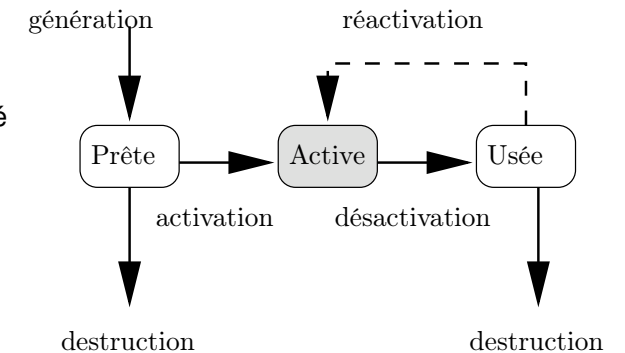 génération
réactivation
é
Prête
Active
Usée
activation
désactivation
destruction
destruction